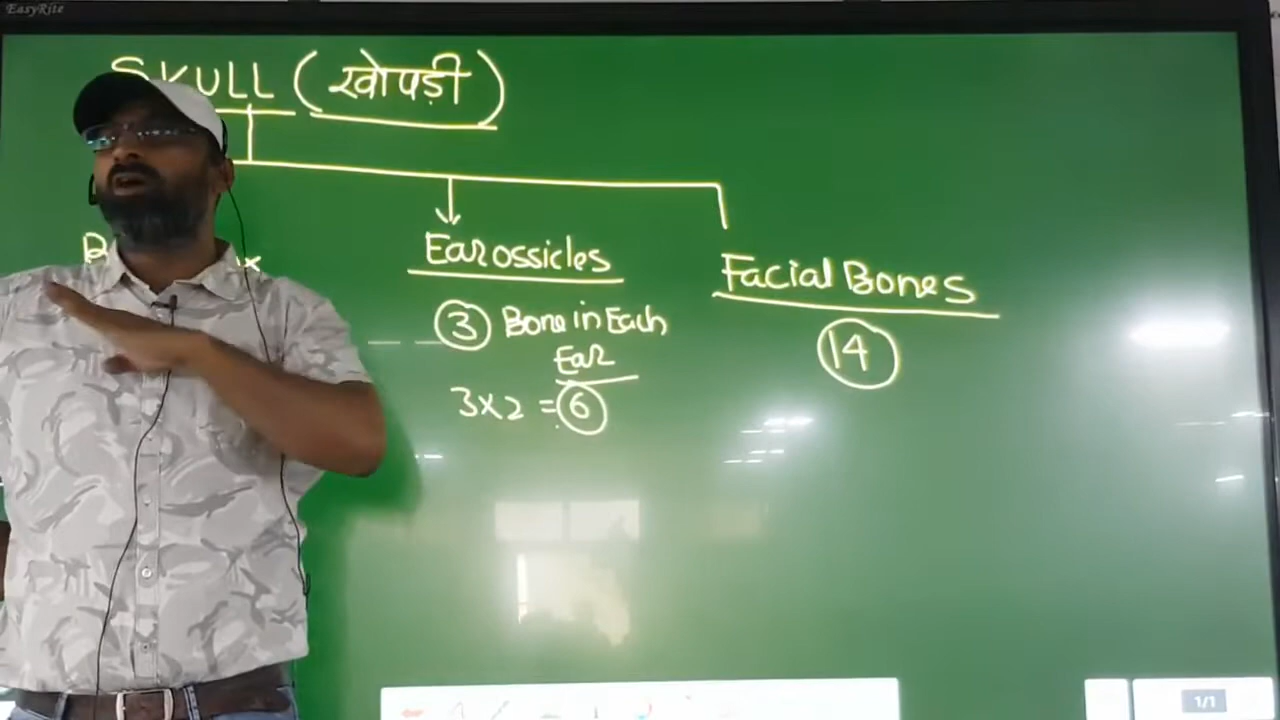 EasyRite
SKULL (खोपड़ी)
Ear ossicles
3 Bone in Each
Ear
3x2 = 6
Facial Bones
14
1/1